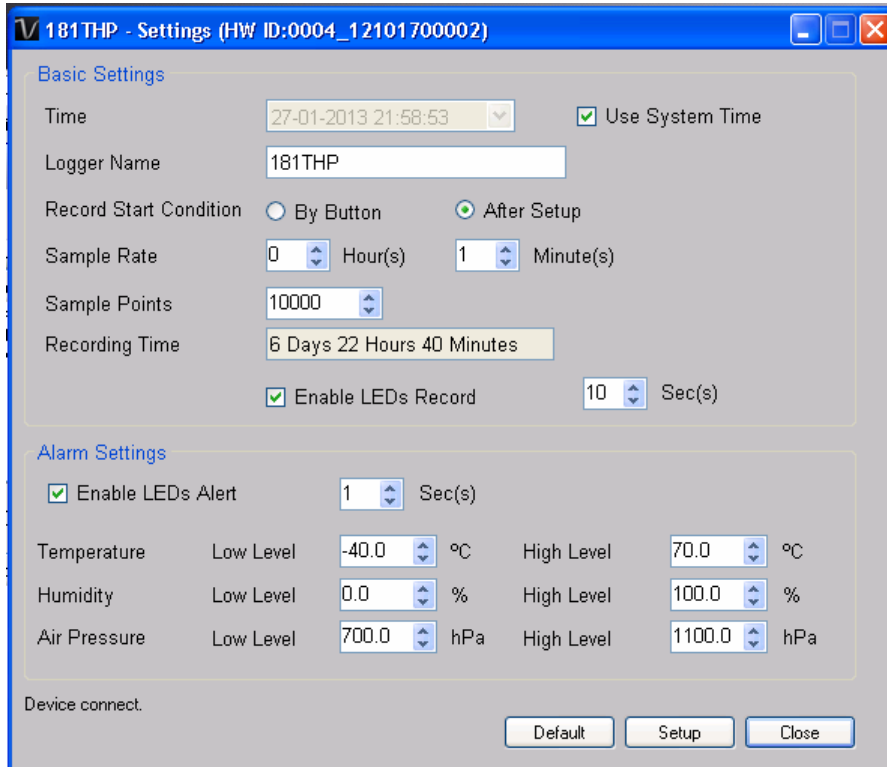 181THP - Settings (HW ID:0004_12101700002)
Basic Settings
Time 27-01-2013 21:58:53 Use System Time
Logger Name 181THP
Record Start Condition By Button After Setup
Sample Rate 0 Hour(s) 1 Minute(s)
Sample Points 10000
Recording Time 6 Days 22 Hours 40 Minutes
Enable LEDs Record 10 Sec(s)
Alarm Settings
Enable LEDs Alert 1 Sec(s)
Temperature Low Level -40.0 ºC High Level 70.0 ºC
Humidity Low Level 0.0 % High Level 100.0 %
Air Pressure Low Level 700.0 hPa High Level 1100.0 hPa
Device connect.
Default Setup Close